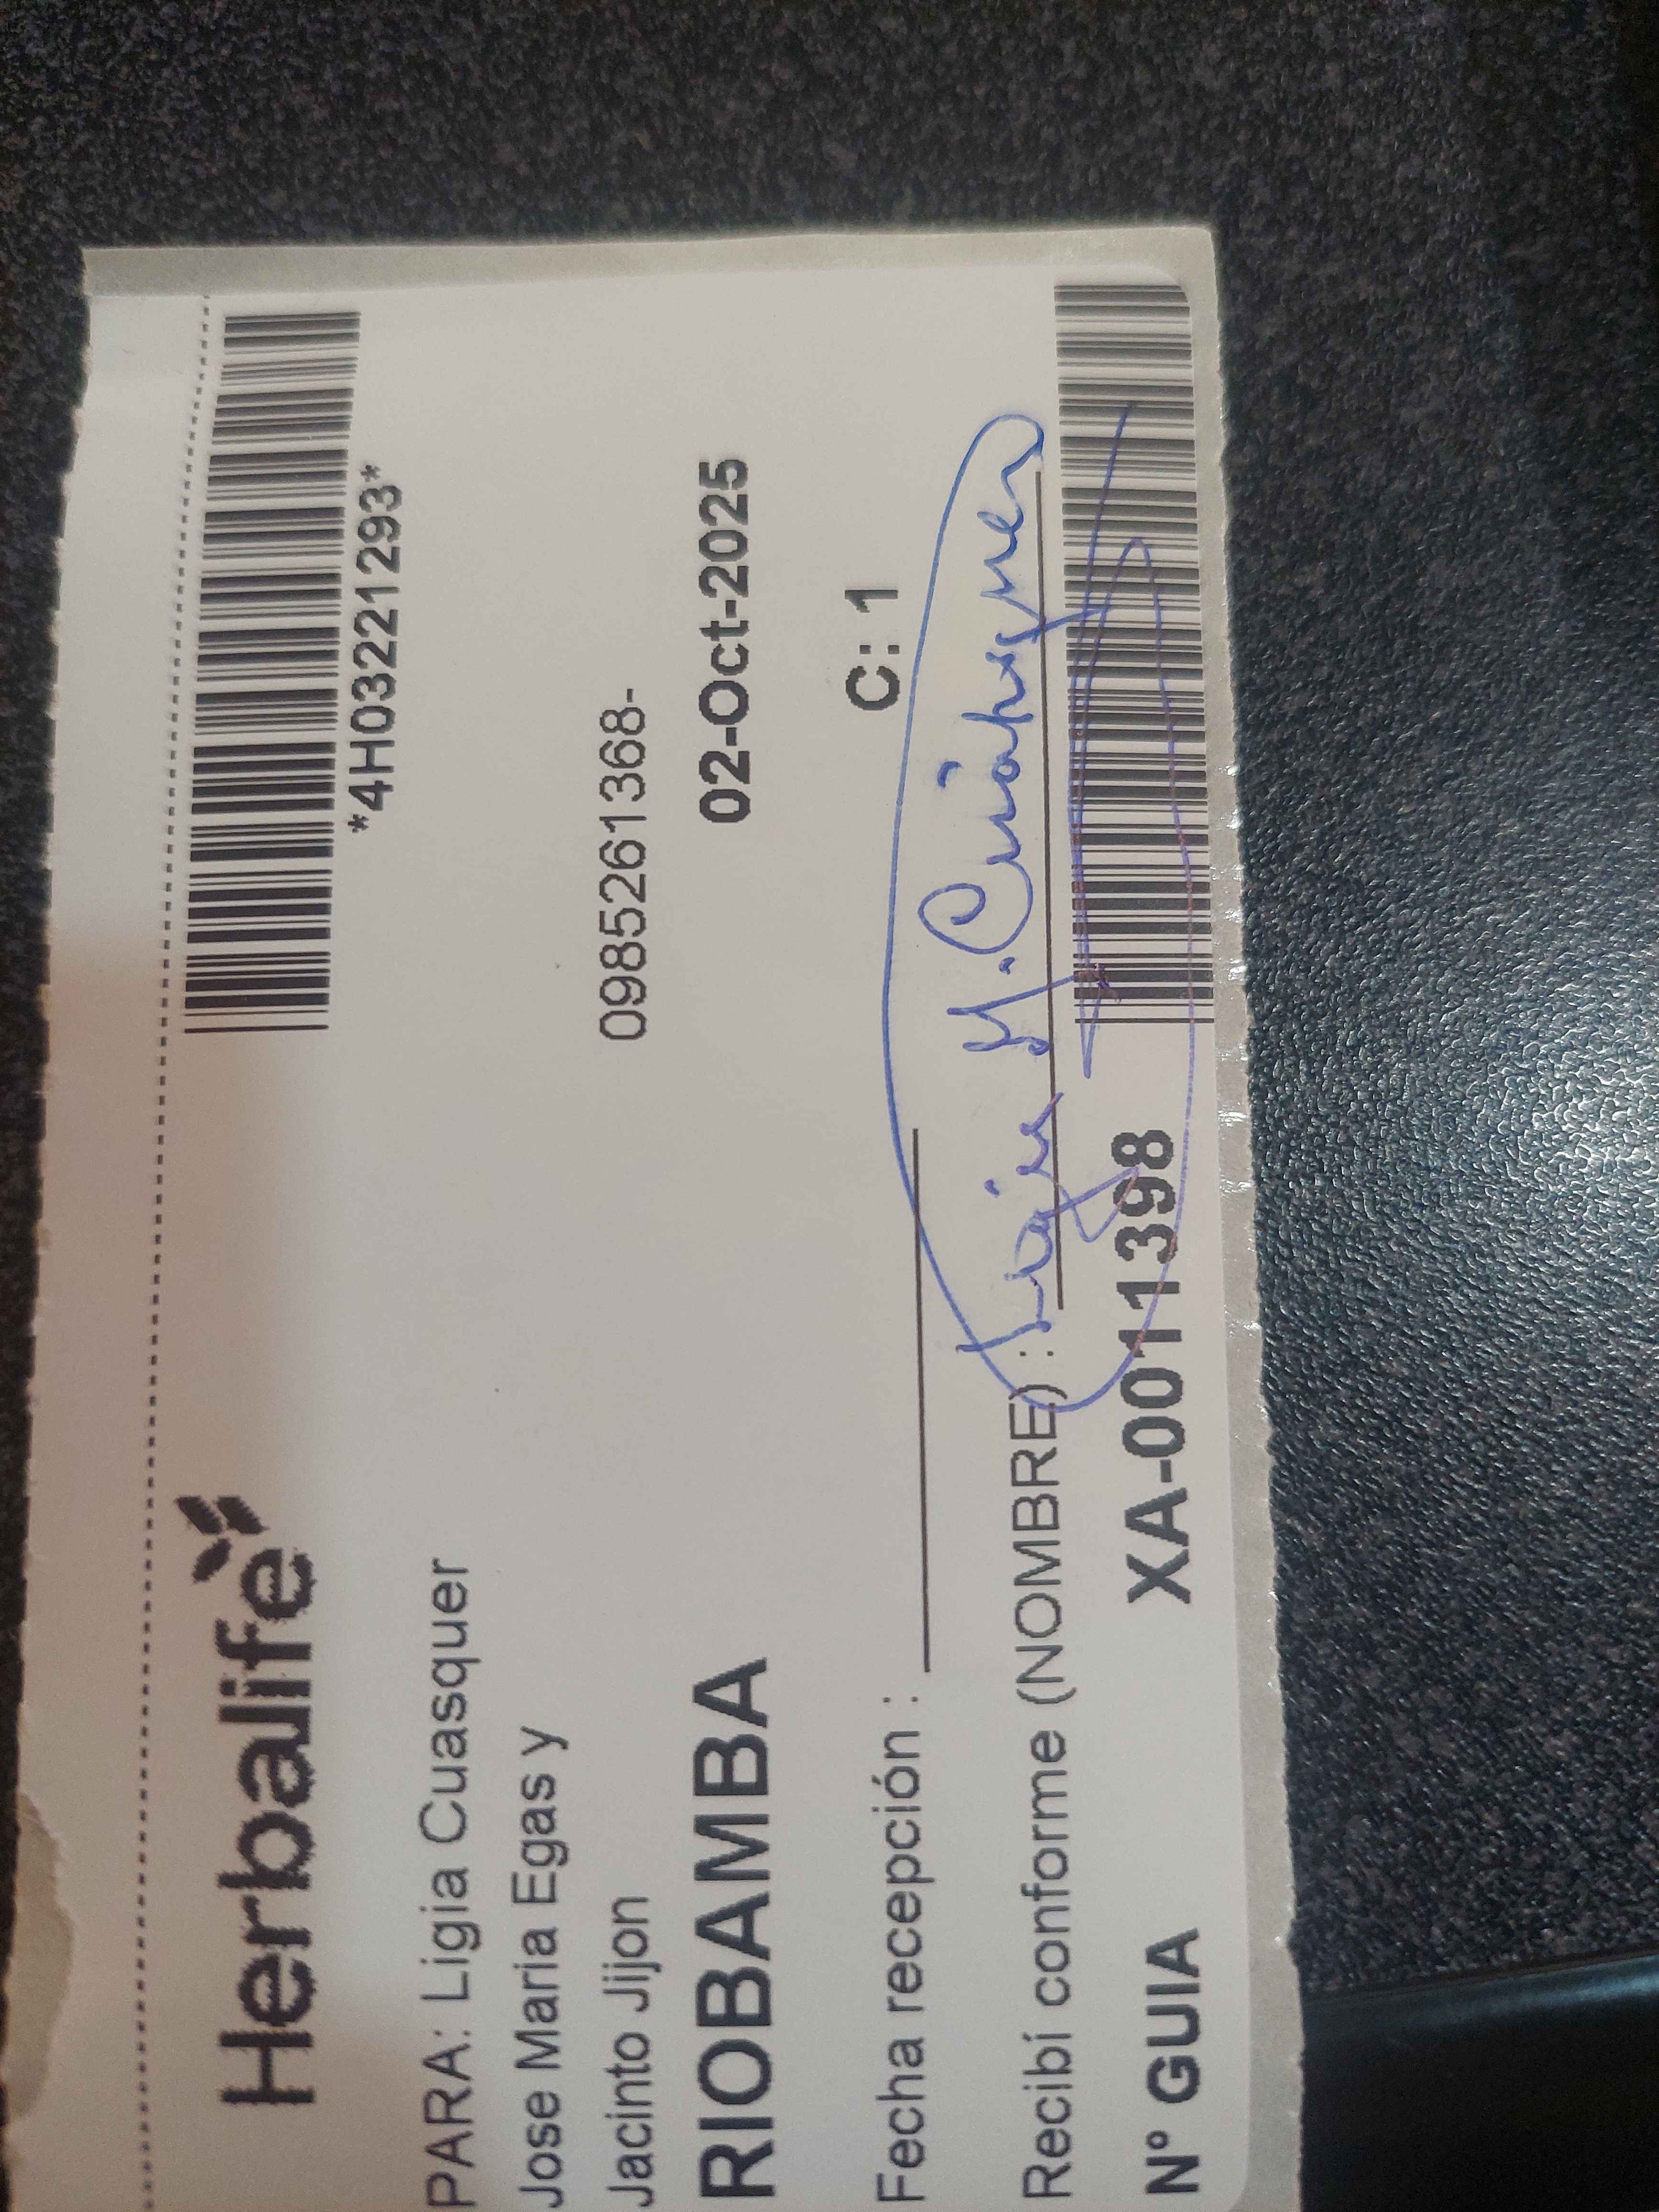 Herbalife
*4H03221293*
PARA: Ligia Cuasquer
Jose Maria Egas y
Jacinto Jijon
0985261368-
RIOBAMBA
02-Oct-2025
C: 1
Fecha recepción :
Recibí conforme (NOMBRE) :
N° GUIA
XA-0011398